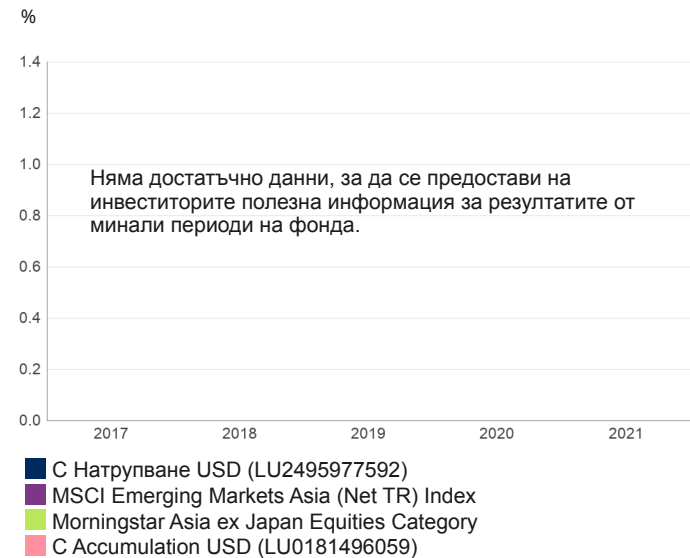 %
1.4
1.2
1.0
0.8
0.6
0.4
0.2
0.0
Няма достатъчно данни, за да се предостави на
инвеститорите полезна информация за резултатите от
минали периоди на фонда.
2017 2018 2019 2020 2021
C Натрупване USD (LU2495977592)
MSCI Emerging Markets Asia (Net TR) Index
Morningstar Asia ex Japan Equities Category
C Accumulation USD (LU0181496059)